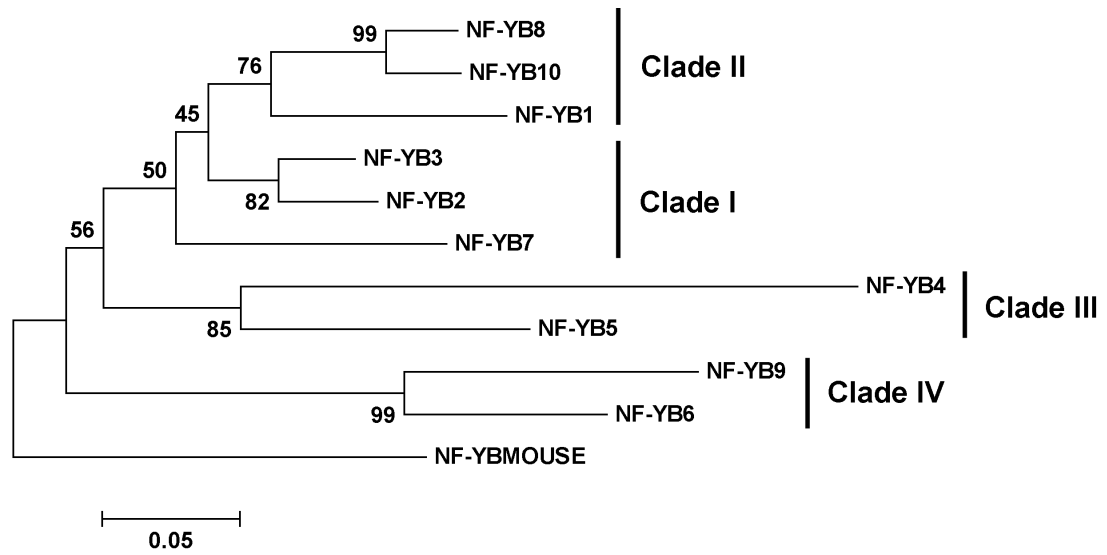 99
NF-YB8
NF-YB10
Clade II
76
NF-YB1
45
NF-YB3
50
82
NF-YB2
Clade I
56
NF-YB7
NF-YB4
Clade III
85
NF-YB5
NF-YB9
Clade IV
99
NF-YB6
NF-YBMOUSE
0.05